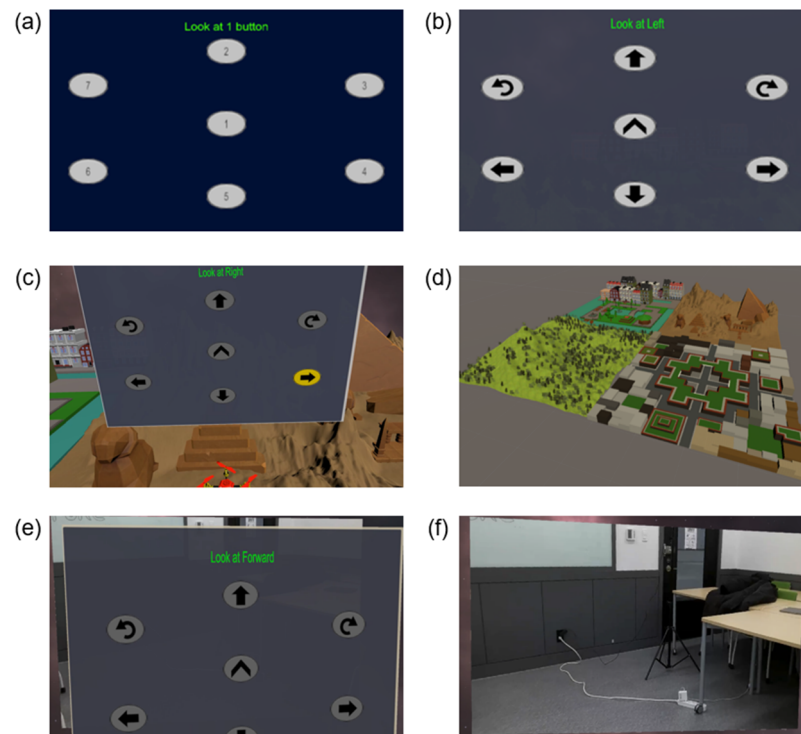 (a)
Look at 1 button
2
7
3
1
6
4
5
(b)
Look at Left
(c)
Look at Right
(d)
(e)
Look at Forward
(f)